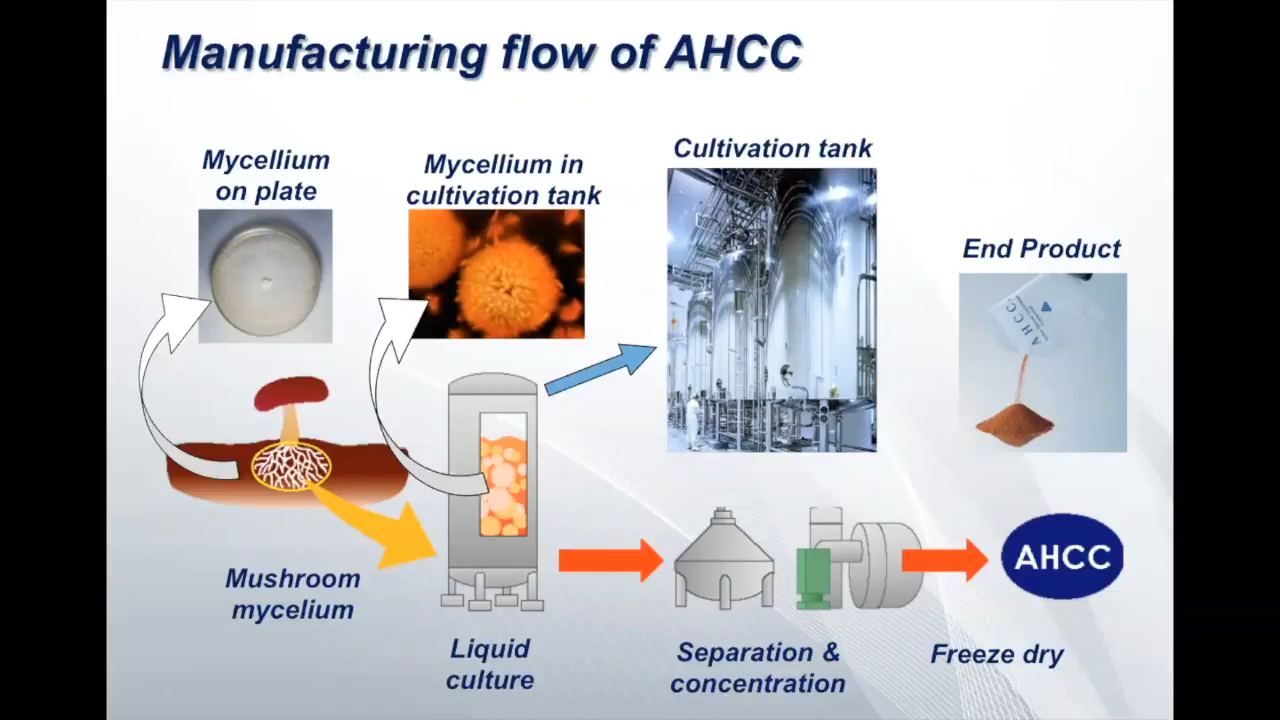 Manufacturing flow of AHCC
Mycellium
on plate
Mycellium in
cultivation tank
Cultivation tank
End Product
AHCC
Mushroom
mycelium
Liquid
culture
Separation &
concentration
Freeze dry
AHCC